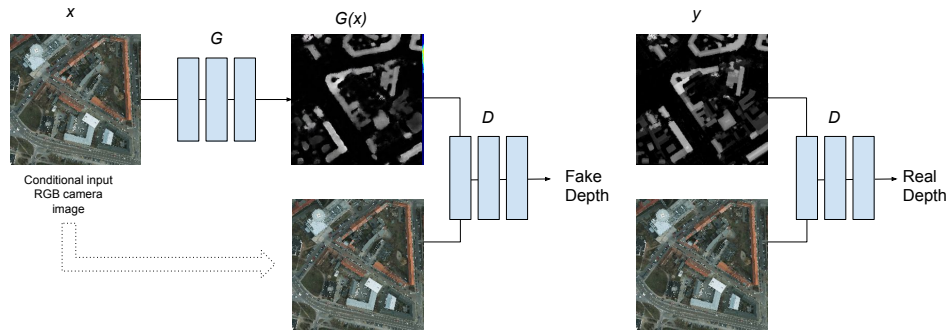 x
G
G(x)
y
D
D
Conditional input
RGB camera
image
Fake
Depth
Real
Depth